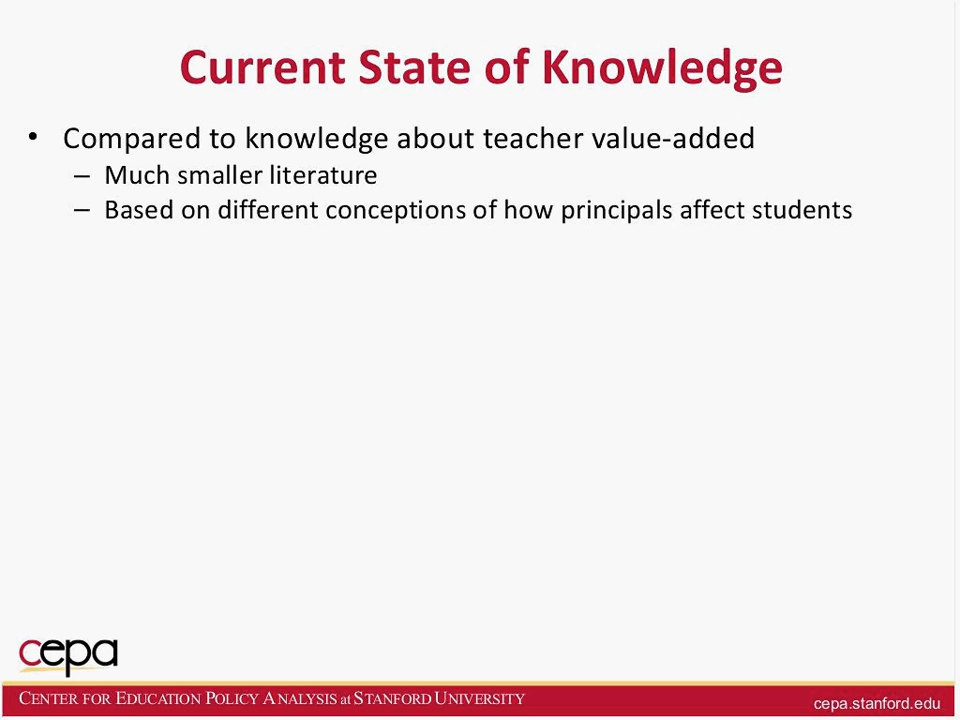 Current State of Knowledge
• Compared to knowledge about teacher value-added
– Much smaller literature
– Based on different conceptions of how principals affect students
cepa
CENTER FOR EDUCATION POLICY ANALYSIS at STANFORD UNIVERSITY
cepa.stanford.edu